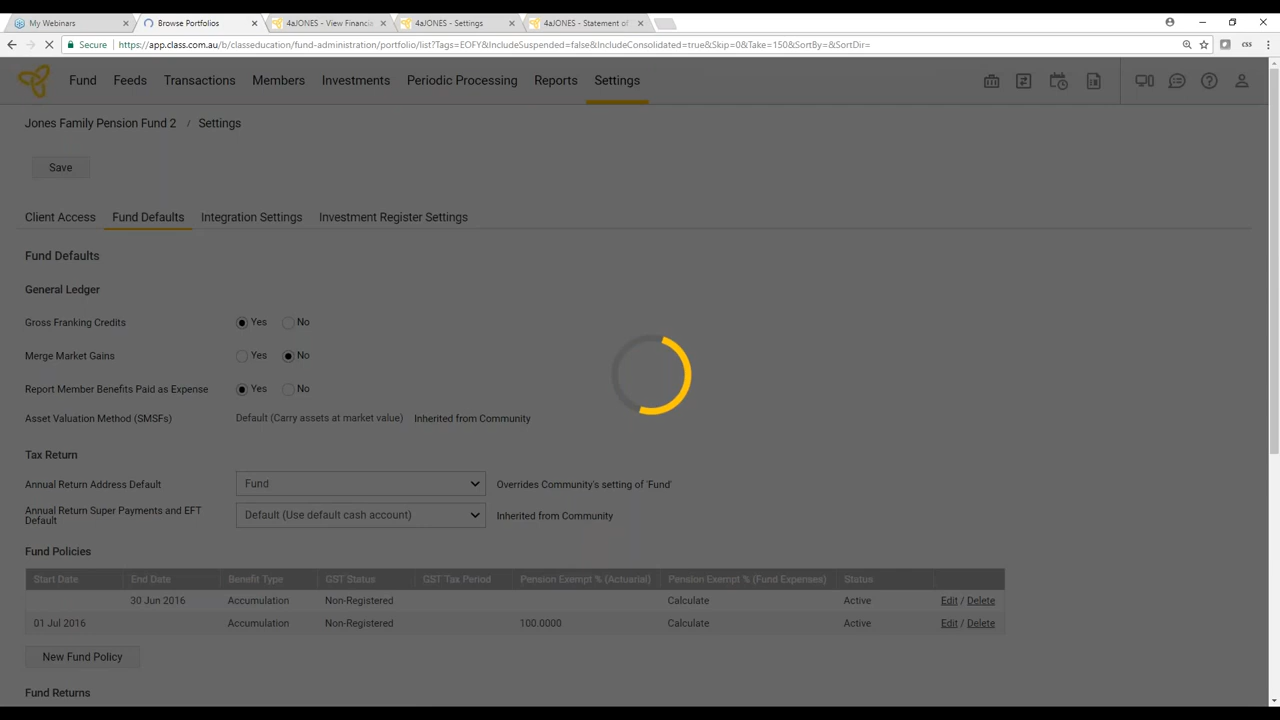 My Webinars
Browse Portfolios
4aJONES - View Financia
4aJONES - Settings
4aJONES - Statement of
Secure https://app.class.com.au/b/classeducation/fund-administration/portfolio/list?Tags=EOFY&IncludeSuspended=false&IncludeConsolidated=true&Skip=0&Take=150&SortBy=&SortDir=
css
Fund Feeds Transactions Members Investments Periodic Processing Reports Settings
Jones Family Pension Fund 2 / Settings
Save
Client Access Fund Defaults Integration Settings Investment Register Settings
Fund Defaults
General Ledger
Gross Franking Credits Yes No
Merge Market Gains Yes No
Report Member Benefits Paid as Expense Yes No
Asset Valuation Method (SMSFs) Default (Carry assets at market value) Inherited from Community
Tax Return
Annual Return Address Default Fund Overrides Community's setting of 'Fund'
Annual Return Super Payments and EFT
Default
Default (Use default cash account) Inherited from Community
Fund Policies
Start Date End Date Benefit Type GST Status GST Tax Period Pension Exempt % (Actuarial) Pension Exempt % (Fund Expenses) Status
30 Jun 2016 Accumulation Non-Registered Calculate Active Edit / Delete
01 Jul 2016 Accumulation Non-Registered 100.0000 Calculate Active Edit / Delete
New Fund Policy
Fund Returns